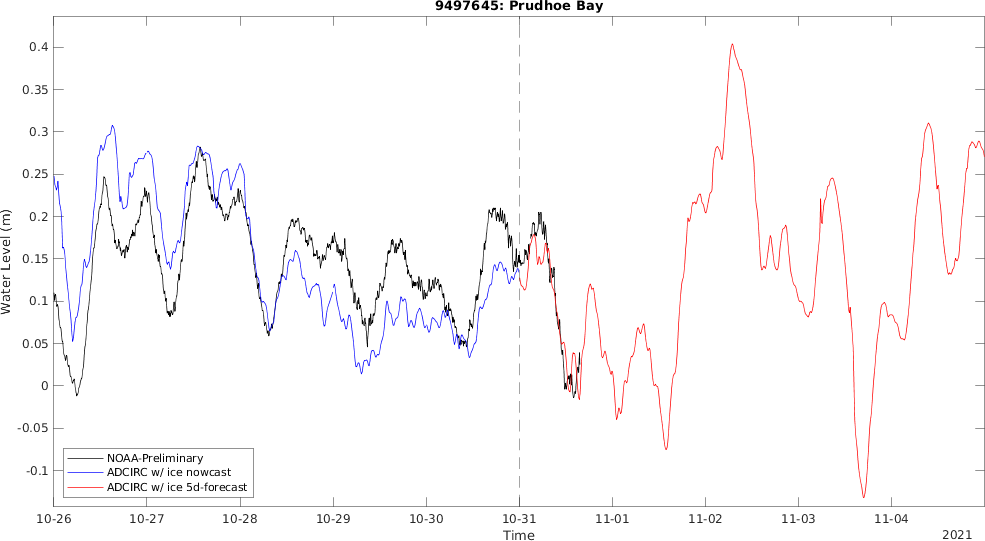 9497645: Prudhoe Bay
0.4
0.35
0.3
0.25
0.2
0.15
0.1
0.05
0
-0.05
-0.1
Water Level (m)
NOAA-Preliminary
ADCIRC w/ ice nowcast
ADCIRC w/ ice 5d-forecast
10-26 10-27 10-28 10-29 10-30 10-31 11-01 11-02 11-03 11-04
Time
2021